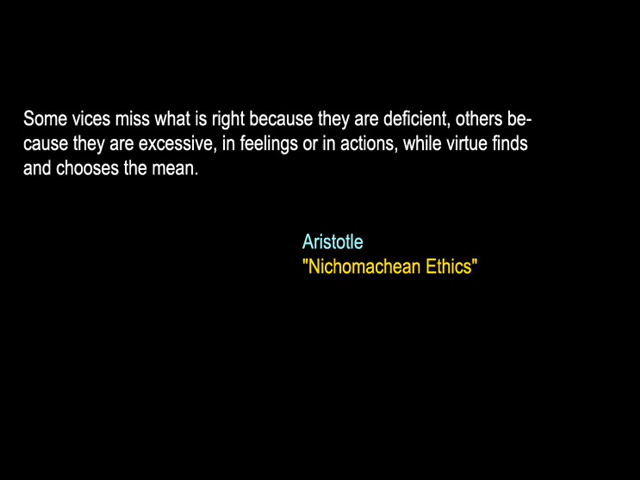 Some vices miss what is right because they are deficient, others be-
cause they are excessive, in feelings or in actions, while virtue finds
and chooses the mean.
Aristotle
"Nichomachean Ethics"